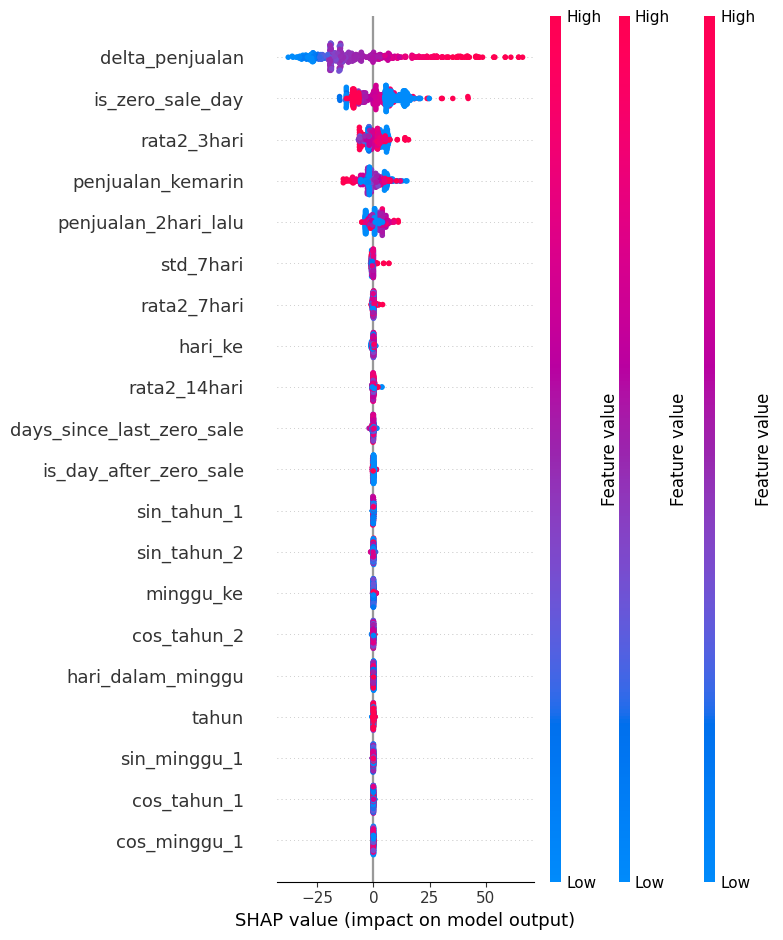 High
High
High
delta_penjualan
is_zero_sale_day
rata2_3hari
penjualan_kemarin
penjualan_2hari_lalu
std_7hari
rata2_7hari
hari_ke
rata2_14hari
days_since_last_zero_sale
is_day_after_zero_sale
sin_tahun_1
sin_tahun_2
minggu_ke
cos_tahun_2
hari_dalam_minggu
tahun
sin_minggu_1
cos_tahun_1
cos_minggu_1
Feature value
Feature value
Feature value
Low
Low
Low
−25 0 25 50
SHAP value (impact on model output)